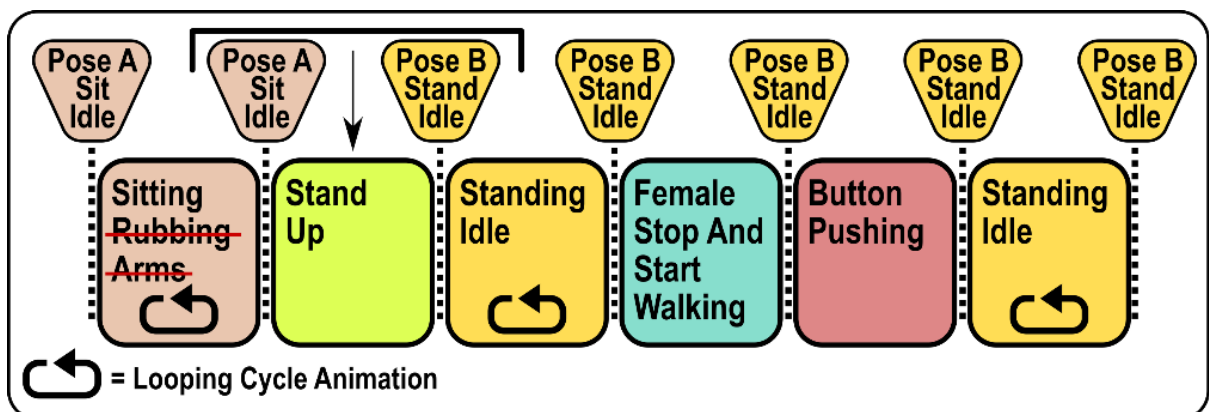 Pose A
Sit
Idle
Pose A
Sit
Idle
Pose B
Stand
Idle
Pose B
Stand
Idle
Pose B
Stand
Idle
Pose B
Stand
Idle
Pose B
Stand
Idle
Sitting
Rubbing
Arms
Stand
Up
Standing
Idle
Female
Stop And
Start
Walking
Button
Pushing
Standing
Idle
= Looping Cycle Animation